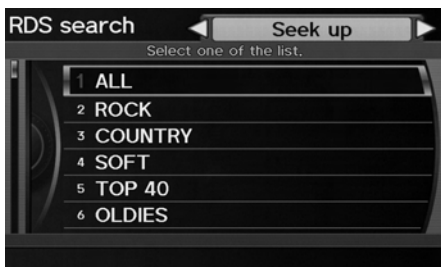 RDS search
Seek up
Select one of the list.
1 ALL
2 ROCK
3 COUNTRY
4 SOFT
5 TOP 40
6 OLDIES